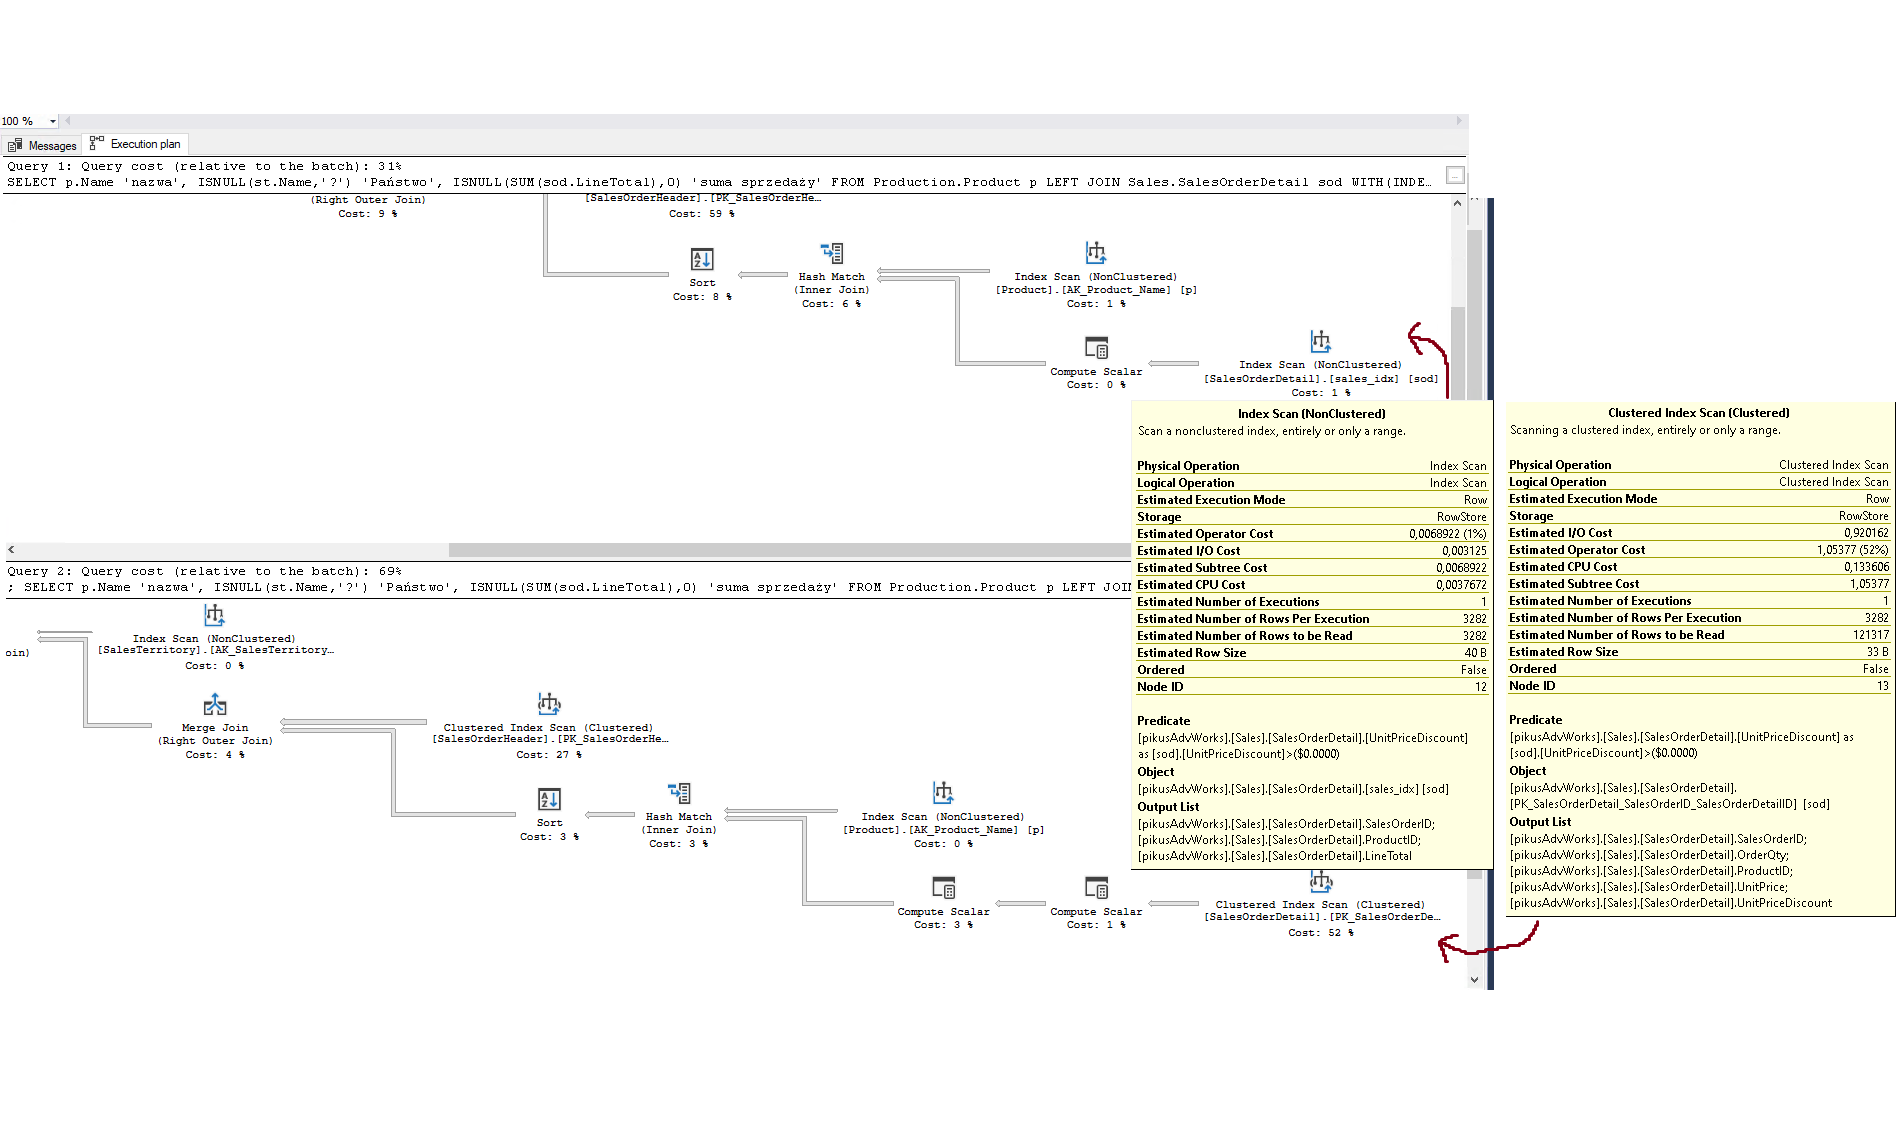 100 %
Messages
Execution plan
Query 1: Query cost (relative to the batch): 31%
SELECT p.Name 'nazwa', ISNULL(st.Name,'?') 'Państwo', ISNULL(SUM(sod.LineTotal),0) 'suma sprzedaży' FROM Production.Product p LEFT JOIN Sales.SalesOrderDetail sod WITH(INDE…
(Right Outer Join)
Cost: 9 %
[SalesOrderHeader].[PK_SalesOrderHe…
Cost: 59 %
Sort
Cost: 8 %
Hash Match
(Inner Join)
Cost: 6 %
Index Scan (NonClustered)
[Product].[AK_Product_Name] [p]
Cost: 1 %
Compute Scalar
Cost: 0 %
Index Scan (NonClustered)
[SalesOrderDetail].[sales_idx] [sod]
Cost: 1 %
Query 2: Query cost (relative to the batch): 69%
; SELECT p.Name 'nazwa', ISNULL(st.Name,'?') 'Państwo', ISNULL(SUM(sod.LineTotal),0) 'suma sprzedaży' FROM Production.Product p LEFT JOIN
oin)
Index Scan (NonClustered)
[SalesTerritory].[AK_SalesTerritory…
Cost: 0 %
Merge Join
(Right Outer Join)
Cost: 4 %
Clustered Index Scan (Clustered)
[SalesOrderHeader].[PK_SalesOrderHe…
Cost: 27 %
Sort
Cost: 3 %
Hash Match
(Inner Join)
Cost: 3 %
Index Scan (NonClustered)
[Product].[AK_Product_Name] [p]
Cost: 0 %
Compute Scalar
Cost: 3 %
Compute Scalar
Cost: 1 %
Clustered Index Scan (Clustered)
[SalesOrderDetail].[PK_SalesOrderDe…
Cost: 52 %
Index Scan (NonClustered)
Scan a nonclustered index, entirely or only a range.
Physical Operation Index Scan
Logical Operation Index Scan
Estimated Execution Mode Row
Storage RowStore
Estimated Operator Cost 0,0068922 (1%)
Estimated I/O Cost 0,003125
Estimated Subtree Cost 0,0068922
Estimated CPU Cost 0,0037672
Estimated Number of Executions 1
Estimated Number of Rows Per Execution 3282
Estimated Number of Rows to be Read 3282
Estimated Row Size 40 B
Ordered False
Node ID 12
Predicate
[pikusAdvWorks].[Sales].[SalesOrderDetail].[UnitPriceDiscount]
as [sod].[UnitPriceDiscount]>($0.0000)
Object
[pikusAdvWorks].[Sales].[SalesOrderDetail].[sales_idx] [sod]
Output List
[pikusAdvWorks].[Sales].[SalesOrderDetail].SalesOrderID;
[pikusAdvWorks].[Sales].[SalesOrderDetail].ProductID;
[pikusAdvWorks].[Sales].[SalesOrderDetail].LineTotal
Clustered Index Scan (Clustered)
Scanning a clustered index, entirely or only a range.
Physical Operation Clustered Index Scan
Logical Operation Clustered Index Scan
Estimated Execution Mode Row
Storage RowStore
Estimated I/O Cost 0,920162
Estimated Operator Cost 1,05377 (52%)
Estimated CPU Cost 0,133606
Estimated Subtree Cost 1,05377
Estimated Number of Executions 1
Estimated Number of Rows Per Execution 3282
Estimated Number of Rows to be Read 121317
Estimated Row Size 33 B
Ordered False
Node ID 13
Predicate
[pikusAdvWorks].[Sales].[SalesOrderDetail].[UnitPriceDiscount] as
[sod].[UnitPriceDiscount]>($0.0000)
Object
[pikusAdvWorks].[Sales].[SalesOrderDetail].
[PK_SalesOrderDetail_SalesOrderID_SalesOrderDetailID] [sod]
Output List
[pikusAdvWorks].[Sales].[SalesOrderDetail].SalesOrderID;
[pikusAdvWorks].[Sales].[SalesOrderDetail].OrderQty;
[pikusAdvWorks].[Sales].[SalesOrderDetail].ProductID;
[pikusAdvWorks].[Sales].[SalesOrderDetail].UnitPrice;
[pikusAdvWorks].[Sales].[SalesOrderDetail].UnitPriceDiscount